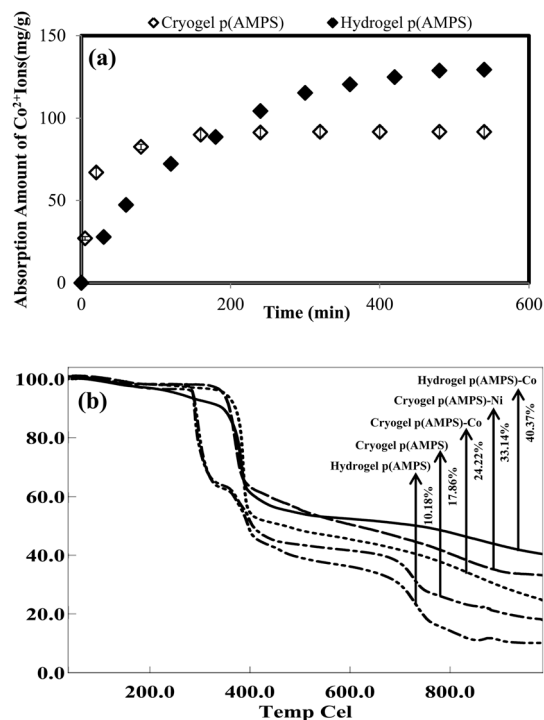 Cryogel p(AMPS) Hydrogel p(AMPS)
(a)
Absorption Amount of Co²⁺Ions(mg/g)
150
100
50
0
0 200 400 600
Time (min)
(b)
100.0
80.0
60.0
40.0
20.0
0.0
Hydrogel p(AMPS)-Co
Cryogel p(AMPS)-Ni
Cryogel p(AMPS)-Co
Cryogel p(AMPS)
Hydrogel p(AMPS)
10.18%
17.86%
24.22%
33.14%
40.37%
200.0 400.0 600.0 800.0
Temp Cel